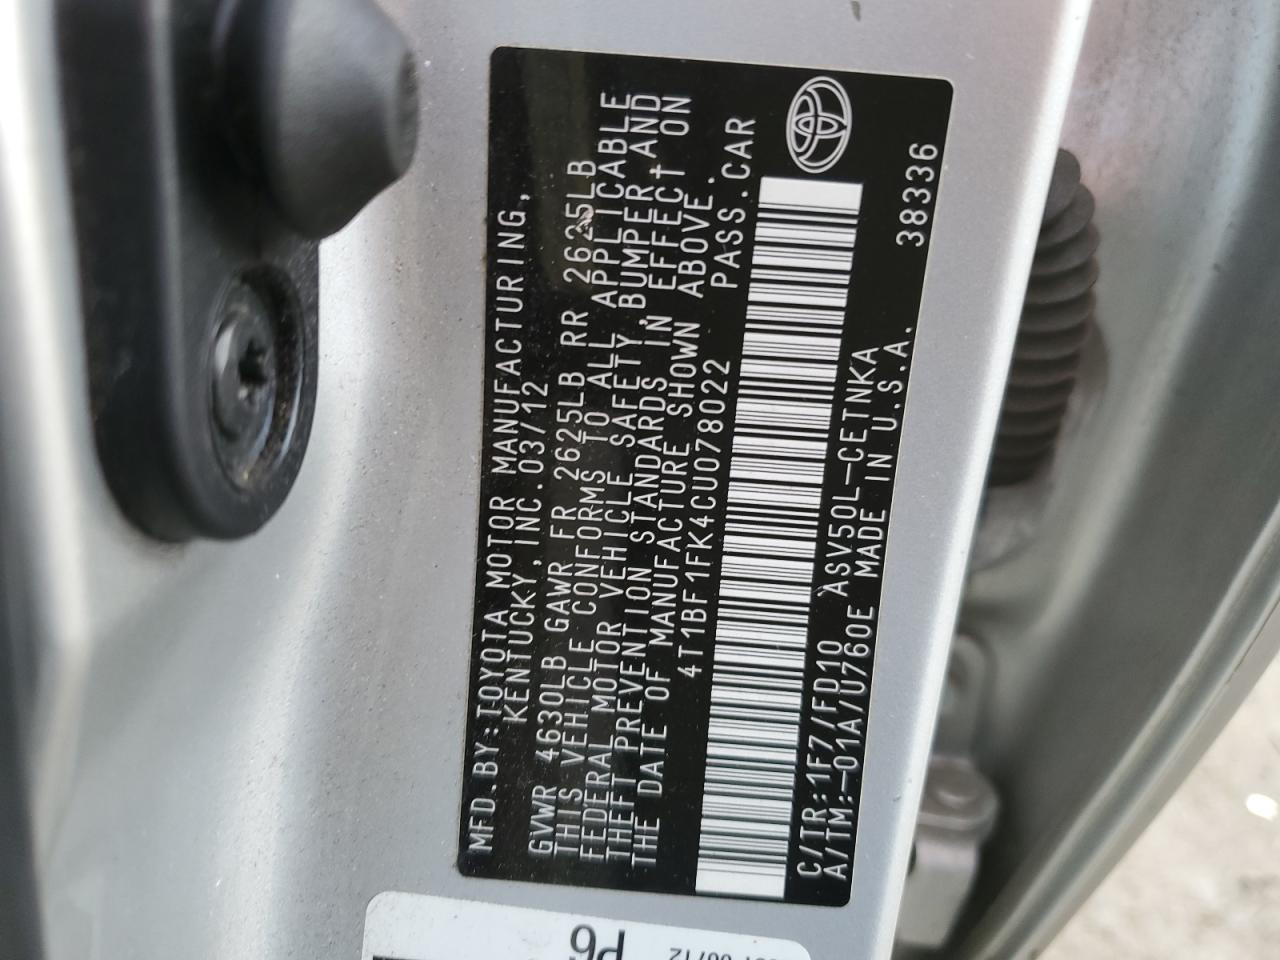 MFD.BY:TOYOTA MOTOR MANUFACTURING,
KENTUCKY,INC.03/12
GVWR 4630LB GAWR FR 2625LB RR 2625LB
THIS VEHICLE CONFORMS TO ALL APPLICABLE
FEDERAL MOTOR VEHICLE SAFETY,BUMPER,AND
THEFT PREVENTION STANDARDS IN EFFECT ON
THE DATE OF MANUFACTURE SHOWN ABOVE.
4T1BF1FK4CU078022 PASS.CAR
C/TR:1F7/FD10 ASV50L-CETNKA
A/TM:-01A/U760E MADE IN U.S.A.
38336
P6